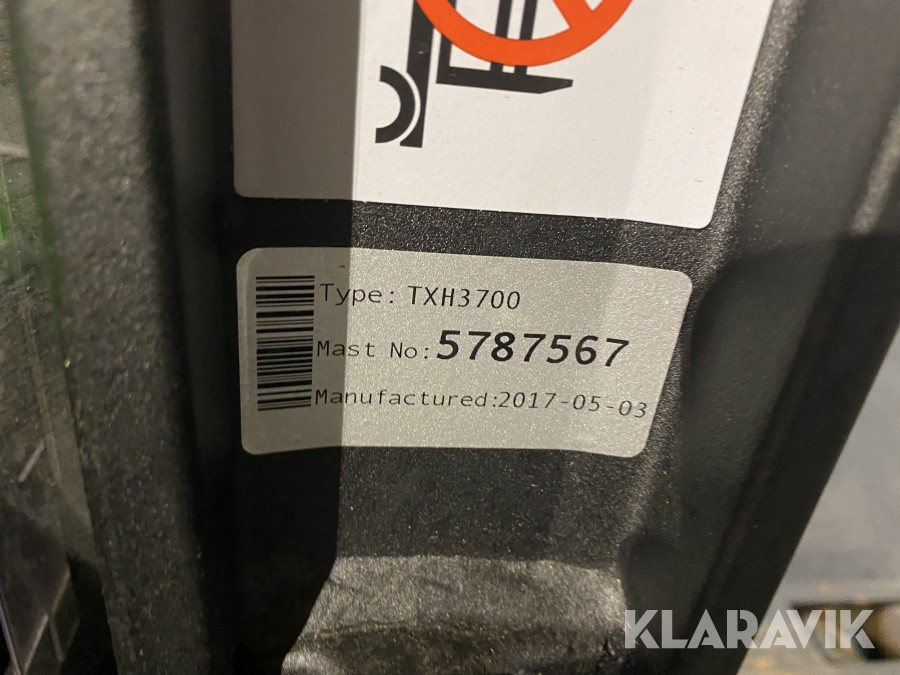 Type: TXH3700
Mast No: 5787567
Manufactured: 2017-05-03
KLARAVIK